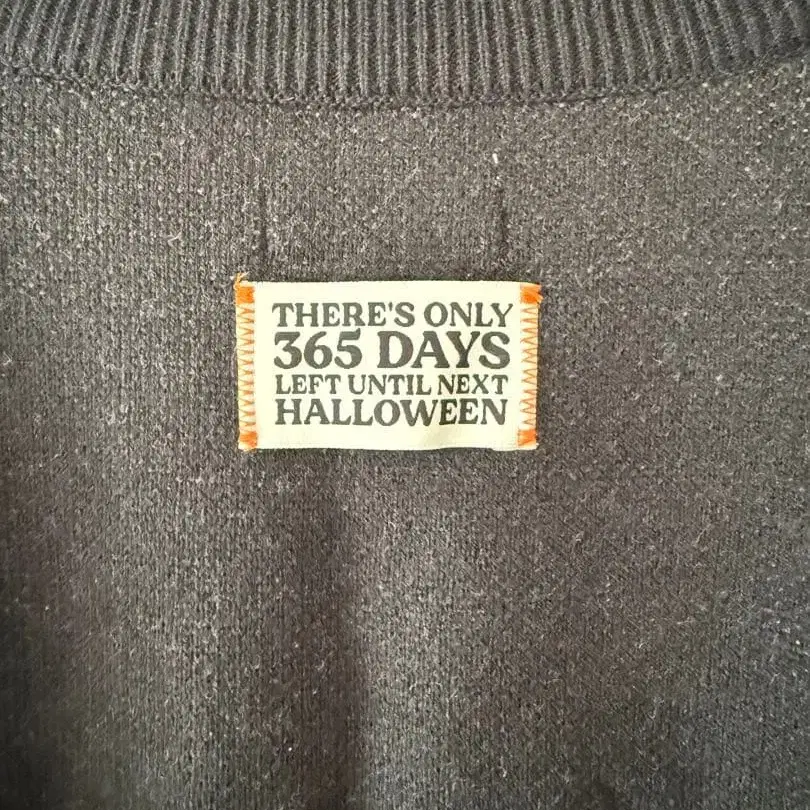 THERE'S ONLY
365 DAYS
LEFT UNTIL NEXT
HALLOWEEN